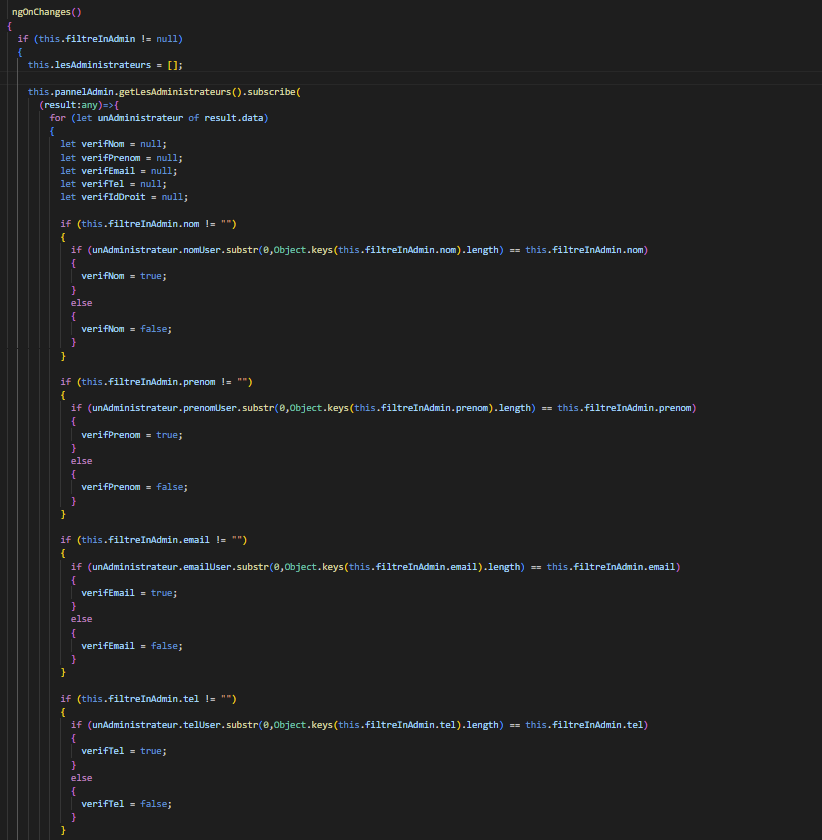 ngOnChanges()
{
if (this.filtreInAdmin != null)
{
this.lesAdministrateurs = [];
this.pannelAdmin.getLesAdministrateurs().subscribe(
(result:any)=>{
for (let unAdministrateur of result.data)
{
let verifNom = null;
let verifPrenom = null;
let verifEmail = null;
let verifTel = null;
let verifIdDroit = null;
if (this.filtreInAdmin.nom != "")
{
if (unAdministrateur.nomUser.substr(0,Object.keys(this.filtreInAdmin.nom).length) == this.filtreInAdmin.nom)
{
verifNom = true;
}
else
{
verifNom = false;
}
}
if (this.filtreInAdmin.prenom != "")
{
if (unAdministrateur.prenomUser.substr(0,Object.keys(this.filtreInAdmin.prenom).length) == this.filtreInAdmin.prenom)
{
verifPrenom = true;
}
else
{
verifPrenom = false;
}
}
if (this.filtreInAdmin.email != "")
{
if (unAdministrateur.emailUser.substr(0,Object.keys(this.filtreInAdmin.email).length) == this.filtreInAdmin.email)
{
verifEmail = true;
}
else
{
verifEmail = false;
}
}
if (this.filtreInAdmin.tel != "")
{
if (unAdministrateur.telUser.substr(0,Object.keys(this.filtreInAdmin.tel).length) == this.filtreInAdmin.tel)
{
verifTel = true;
}
else
{
verifTel = false;
}
}